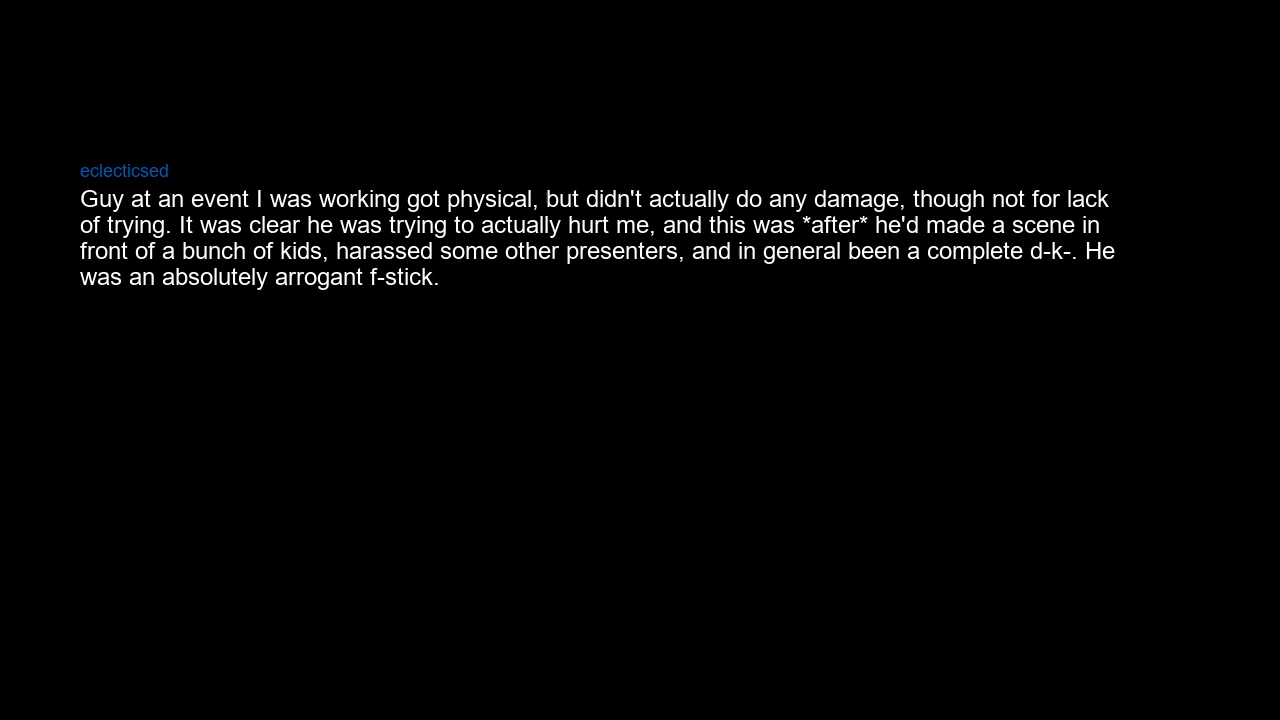 eclecticsed
Guy at an event I was working got physical, but didn't actually do any damage, though not for lack
of trying. It was clear he was trying to actually hurt me, and this was *after* he'd made a scene in
front of a bunch of kids, harassed some other presenters, and in general been a complete d-k-. He
was an absolutely arrogant f-stick.